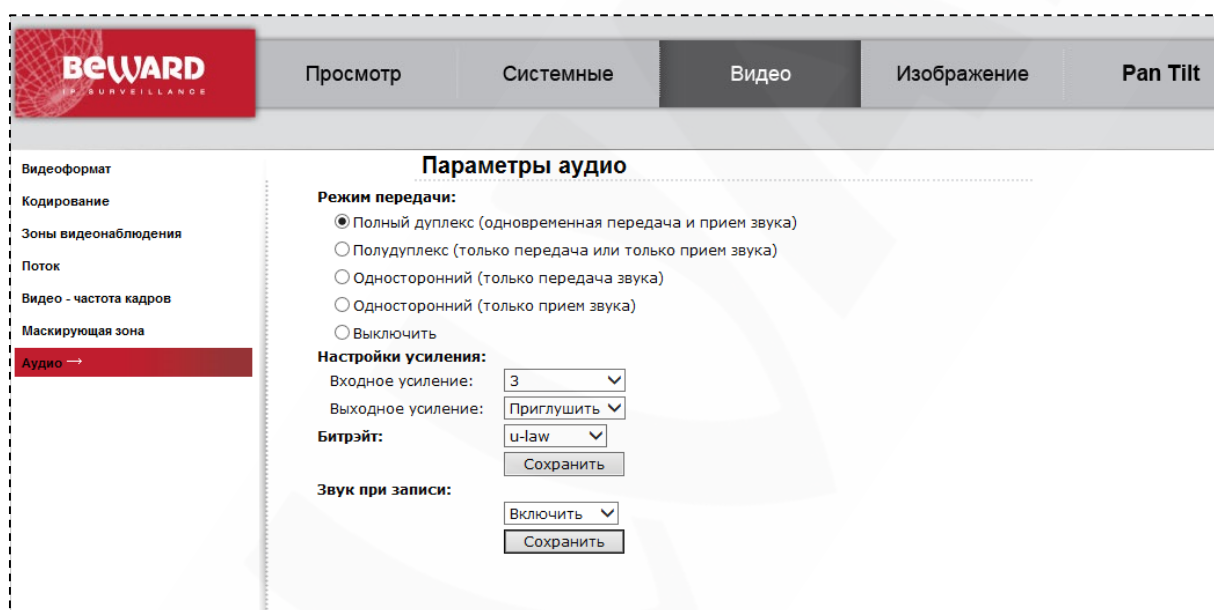 BEWARD
IP SURVEILLANCE
Просмотр
Системные
Видео
Изображение
Pan Tilt
Видеоформат
Кодирование
Зоны видеонаблюдения
Поток
Видео - частота кадров
Маскирующая зона
Аудио →
Параметры аудио
Режим передачи:
Полный дуплекс (одновременная передача и прием звука)
Полудуплекс (только передача или только прием звука)
Односторонний (только передача звука)
Односторонний (только прием звука)
Выключить
Настройки усиления:
Входное усиление: 3
Выходное усиление: Приглушить
Битрэйт: u-law
Сохранить
Звук при записи:
Включить
Сохранить